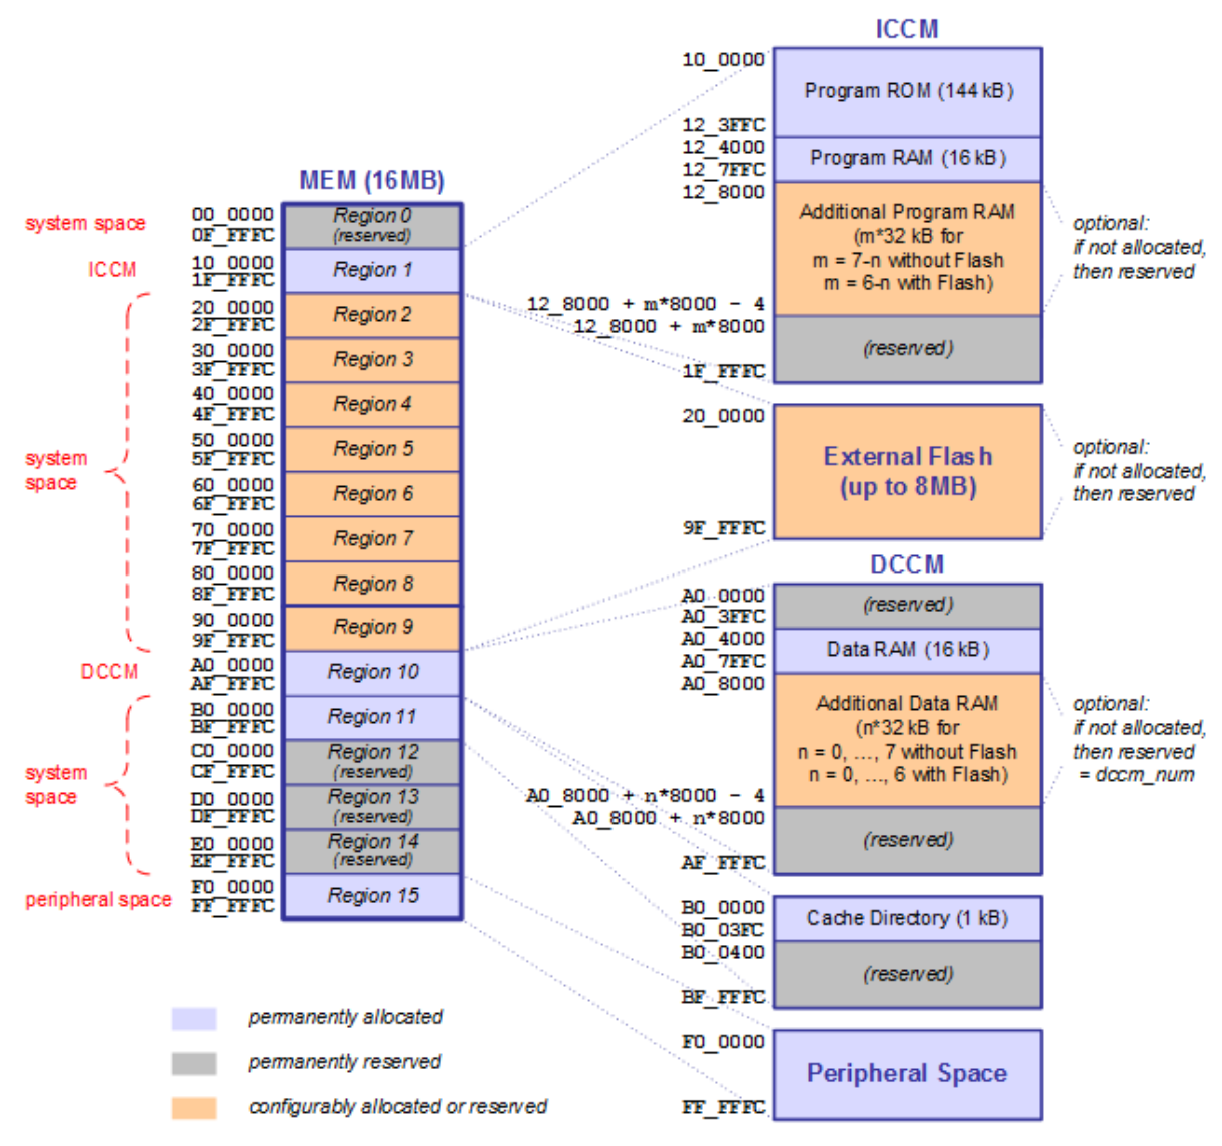 ICCM
10_0000
Program ROM (144 kB)
12_3FFC
12_4000
Program RAM (16 kB)
12_7FFC
12_8000
Additional Program RAM
(m*32 kB for
m = 7-n without Flash
m = 6-n with Flash)
optional:
if not allocated,
then reserved
12_8000 + m*8000 - 4
12_8000 + m*8000
(reserved)
1F_FFFC
MEM (16MB)
system space
00_0000
0F_FFFC
Region 0
(reserved)
ICCM
10_0000
1F_FFFC
Region 1
20_0000
2F_FFFC
Region 2
30_0000
3F_FFFC
Region 3
40_0000
4F_FFFC
Region 4
50_0000
5F_FFFC
Region 5
system
space
60_0000
6F_FFFC
Region 6
70_0000
7F_FFFC
Region 7
80_0000
8F_FFFC
Region 8
90_0000
9F_FFFC
Region 9
DCCM
A0_0000
AF_FFFC
Region 10
B0_0000
BF_FFFC
Region 11
C0_0000
CF_FFFC
Region 12
(reserved)
system
space
D0_0000
DF_FFFC
Region 13
(reserved)
E0_0000
EF_FFFC
Region 14
(reserved)
peripheral space
F0_0000
FF_FFFC
Region 15
20_0000
External Flash
(up to 8MB)
9F_FFFC
optional:
if not allocated,
then reserved
DCCM
A0_0000
(reserved)
A0_3FFC
A0_4000
Data RAM (16 kB)
A0_7FFC
A0_8000
Additional Data RAM
(n*32 kB for
n = 0, ..., 7 without Flash
n = 0, ..., 6 with Flash)
optional:
if not allocated,
then reserved
= dccm_num
A0_8000 + n*8000 - 4
A0_8000 + n*8000
(reserved)
AF_FFFC
B0_0000
Cache Directory (1 kB)
B0_03FC
B0_0400
(reserved)
BF_FFFC
F0_0000
Peripheral Space
FF_FFFC
permanently allocated
permanently reserved
configurably allocated or reserved